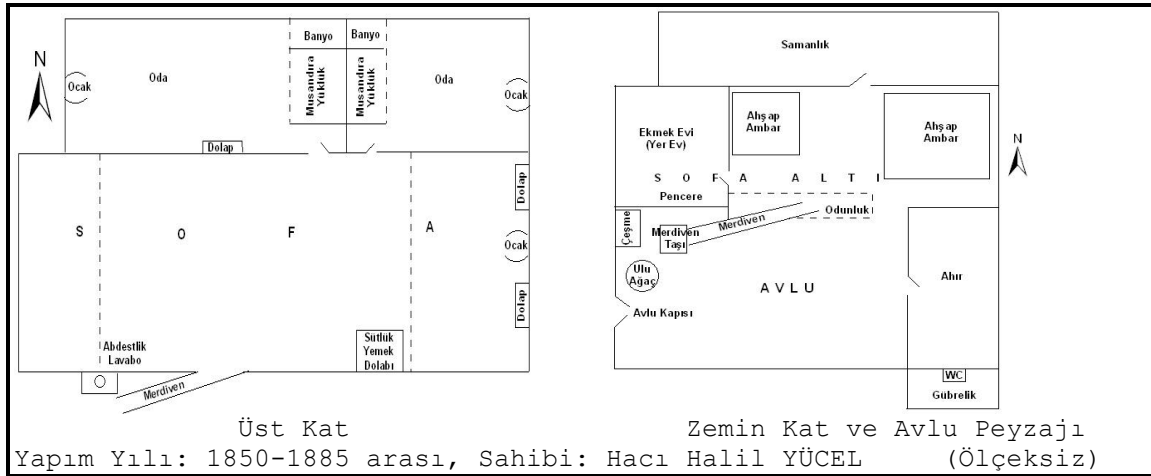 Banyo Banyo
N
Ocak
Oda
Musandıra
Yüklük
Musandıra
Yüklük
Oda
Ocak
Dolap
Dolap
S O F A
Ocak
Dolap
Abdestlik
Lavabo
Sütlük
Yemek
Dolabı
Merdiven
Samanlık
Ekmek Evi
(Yer Ev)
Ahşap
Ambar
Ahşap
Ambar
N
S O F A A L T I
Pencere
Odunluk
Merdiven
Çeşme
Merdiven
Taşı
Ulu
Ağaç
A V L U
Ahır
Avlu Kapısı
WC
Gübrelik
Üst Kat
Zemin Kat ve Avlu Peyzajı
Yapım Yılı: 1850-1885 arası, Sahibi: Hacı Halil YÜCEL (Ölçeksiz)